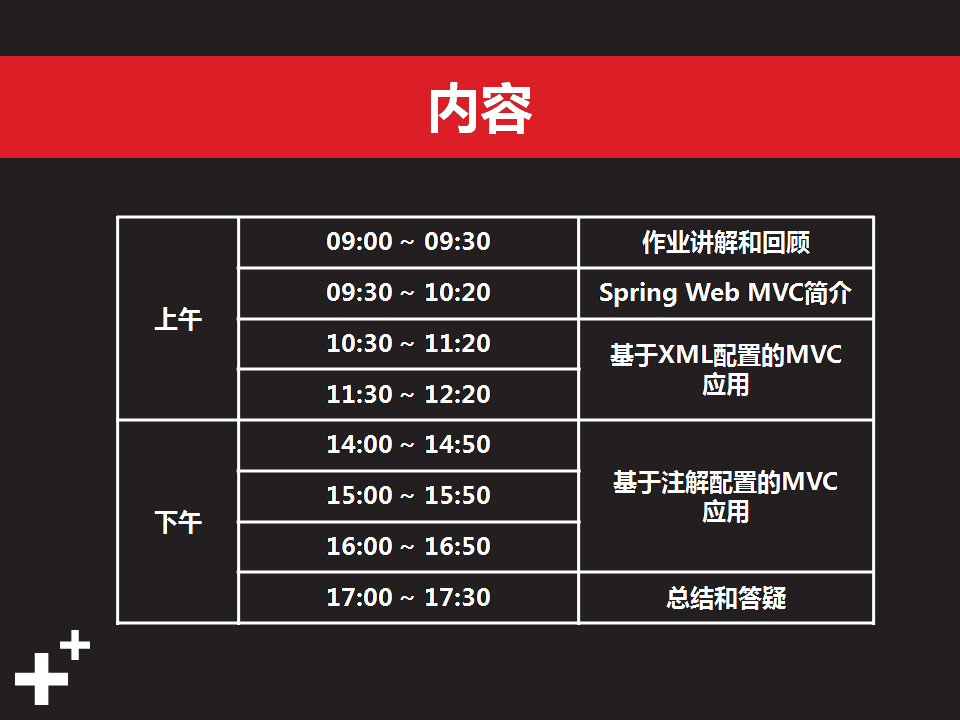 内容
上午
09:00 ~ 09:30
作业讲解和回顾
09:30 ~ 10:20
Spring Web MVC简介
10:30 ~ 11:20
基于XML配置的MVC
应用
11:30 ~ 12:20
下午
14:00 ~ 14:50
基于注解配置的MVC
应用
15:00 ~ 15:50
16:00 ~ 16:50
17:00 ~ 17:30
总结和答疑